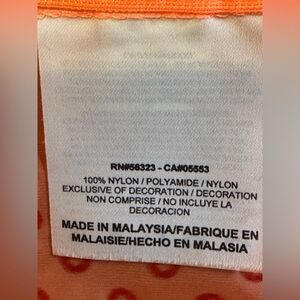 RN#56323 - CA#05553
100% NYLON / POLYAMIDE / NYLON
EXCLUSIVE OF DECORATION / DECORATION
NON COMPRISE / NO INCLUYE LA
DECORACION
MADE IN MALAYSIA/FABRIQUE EN
MALAISIE/HECHO EN MALASIA